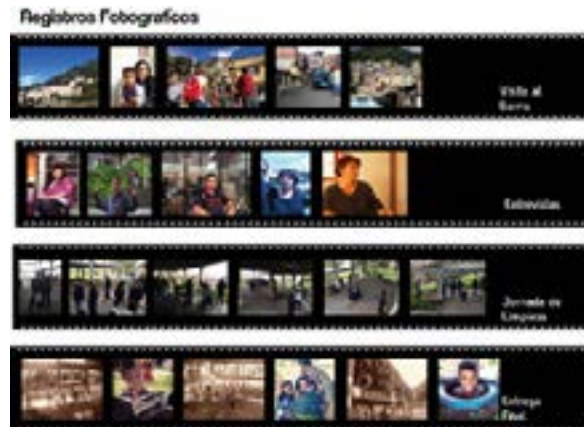 Registros Fotograficos
Visita al
Barrio
Entrevistas
Jornada de
Limpieza
Entrega
Final